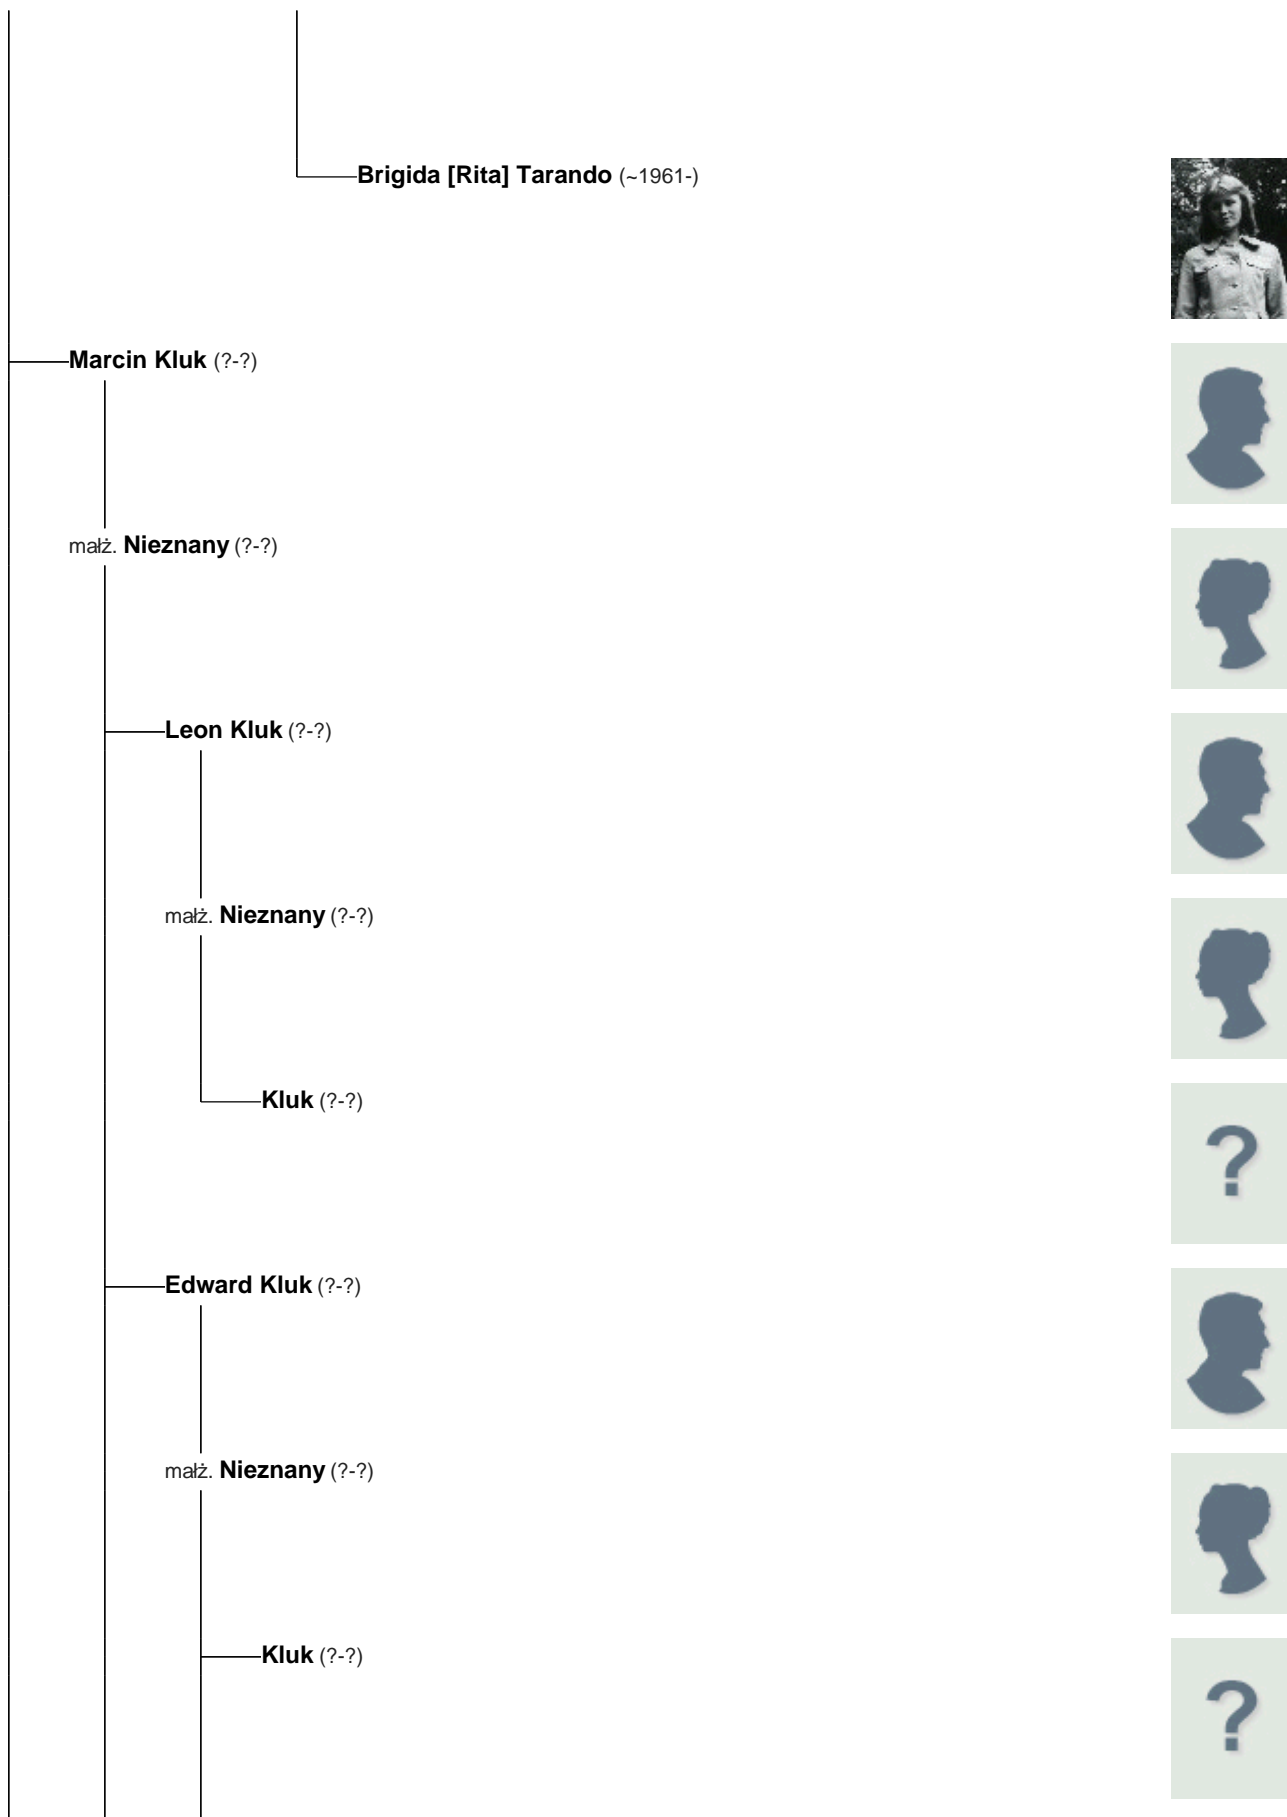 Brigida [Rita] Tarando (~1961-)
Marcin Kluk (?-?)
małż. Nieznany (?-?)
Leon Kluk (?-?)
małż. Nieznany (?-?)
Kluk (?-?)
?
Edward Kluk (?-?)
małż. Nieznany (?-?)
Kluk (?-?)
?